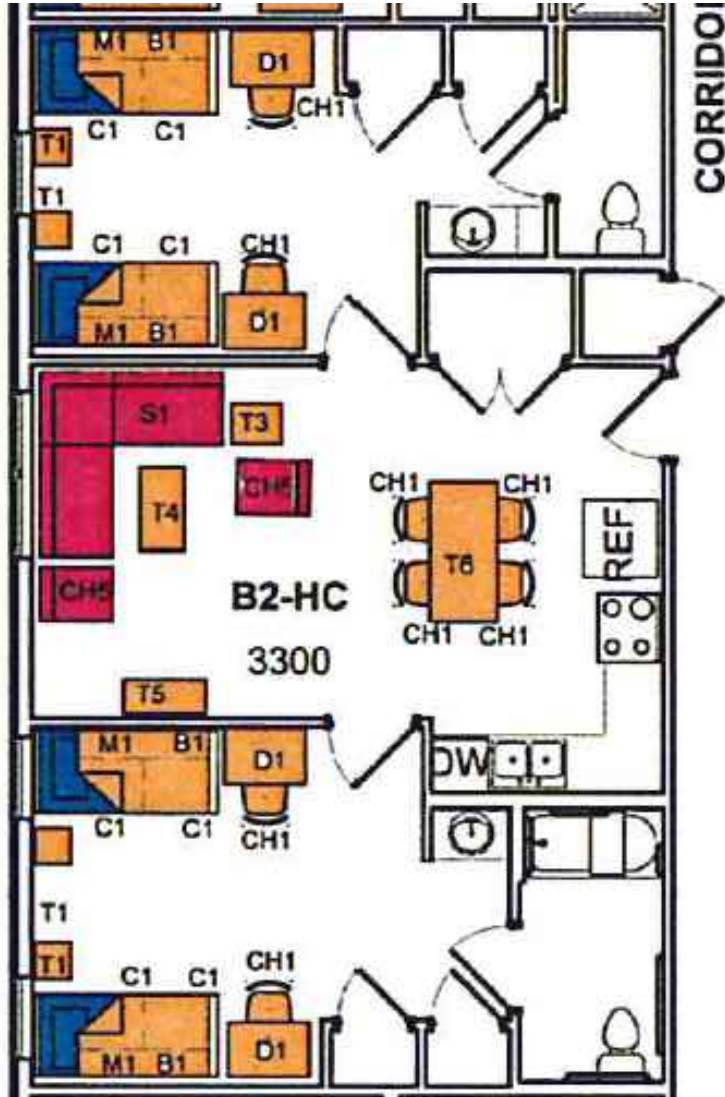 M1 B1
D1
CH1
C1 C1
T1
T1
C1 C1
CH1
M1 B1
D1
CORRIDO
S1
T3
CH5
T4
CH1 CH1
T6
REF
CH5
B2-HC
CH1 CH1
3300
T5
M1 B1
D1
DW
C1 C1
CH1
T1
T1
C1 C1
CH1
M1 B1
D1